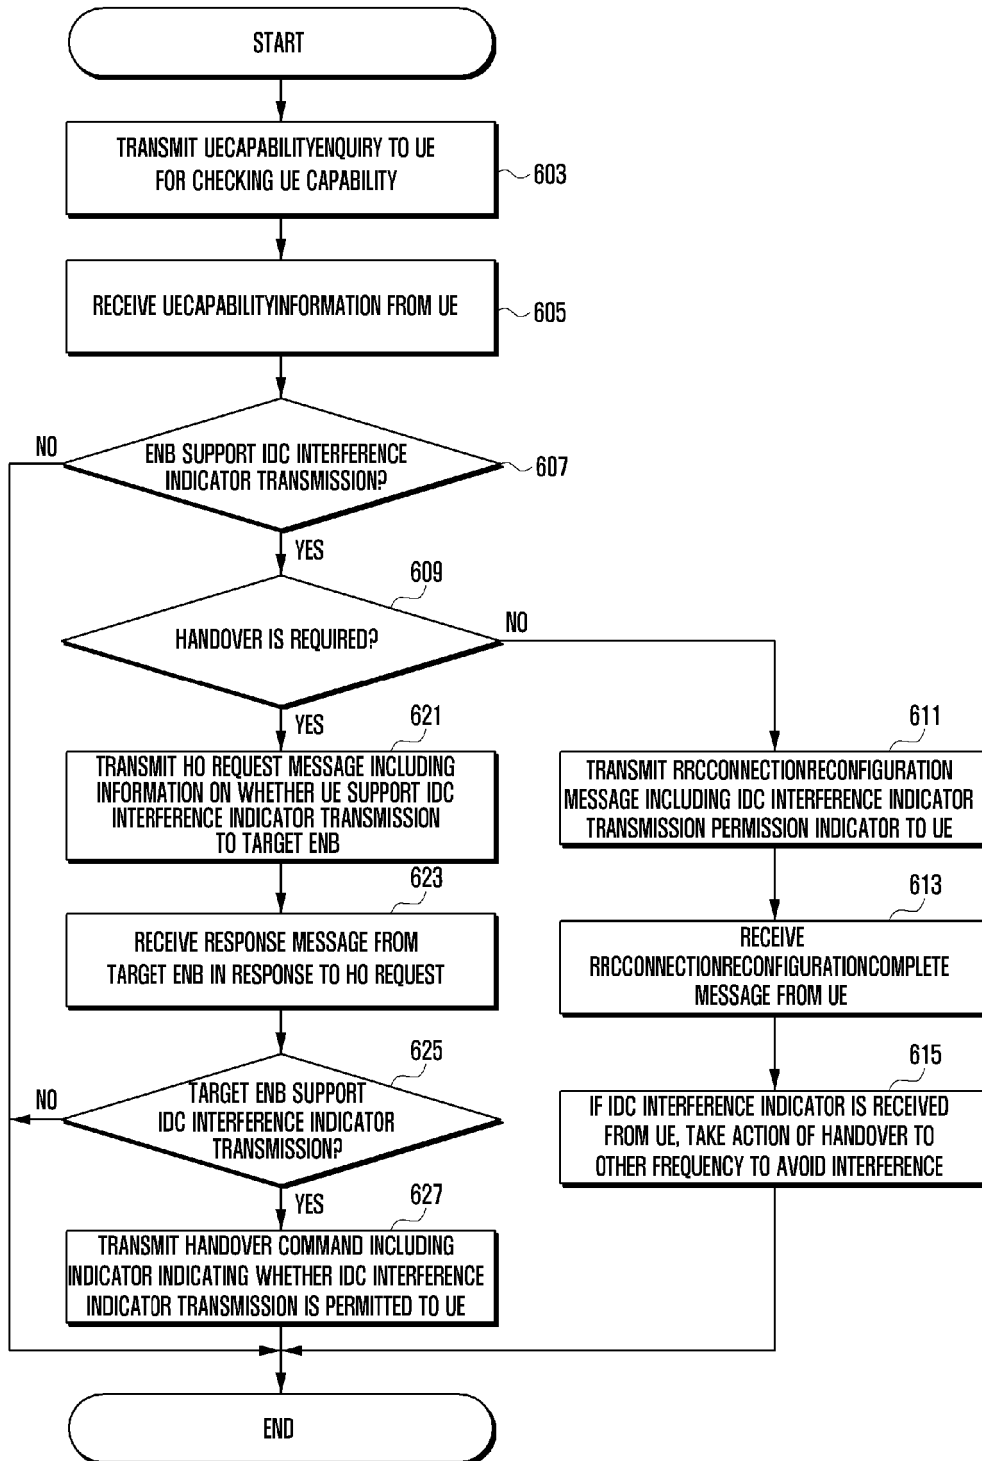 START
TRANSMIT UECAPABILITYENQUIRY TO UE
FOR CHECKING UE CAPABILITY
603
RECEIVE UECAPABILITYINFORMATION FROM UE
605
NO
ENB SUPPORT IDC INTERFERENCE
INDICATOR TRANSMISSION?
607
YES
609
HANDOVER IS REQUIRED?
NO
YES
621
TRANSMIT HO REQUEST MESSAGE INCLUDING
INFORMATION ON WHETHER UE SUPPORT IDC
INTERFERENCE INDICATOR TRANSMISSION
TO TARGET ENB
611
TRANSMIT RRCCONNECTIONRECONFIGURATION
MESSAGE INCLUDING IDC INTERFERENCE INDICATOR
TRANSMISSION PERMISSION INDICATOR TO UE
623
RECEIVE RESPONSE MESSAGE FROM
TARGET ENB IN RESPONSE TO HO REQUEST
613
RECEIVE
RRCCONNECTIONRECONFIGURATIONCOMPLETE
MESSAGE FROM UE
625
NO
TARGET ENB SUPPORT
IDC INTERFERENCE INDICATOR
TRANSMISSION?
YES
615
IF IDC INTERFERENCE INDICATOR IS RECEIVED
FROM UE, TAKE ACTION OF HANDOVER TO
OTHER FREQUENCY TO AVOID INTERFERENCE
627
TRANSMIT HANDOVER COMMAND INCLUDING
INDICATOR INDICATING WHETHER IDC INTERFERENCE
INDICATOR TRANSMISSION IS PERMITTED TO UE
END